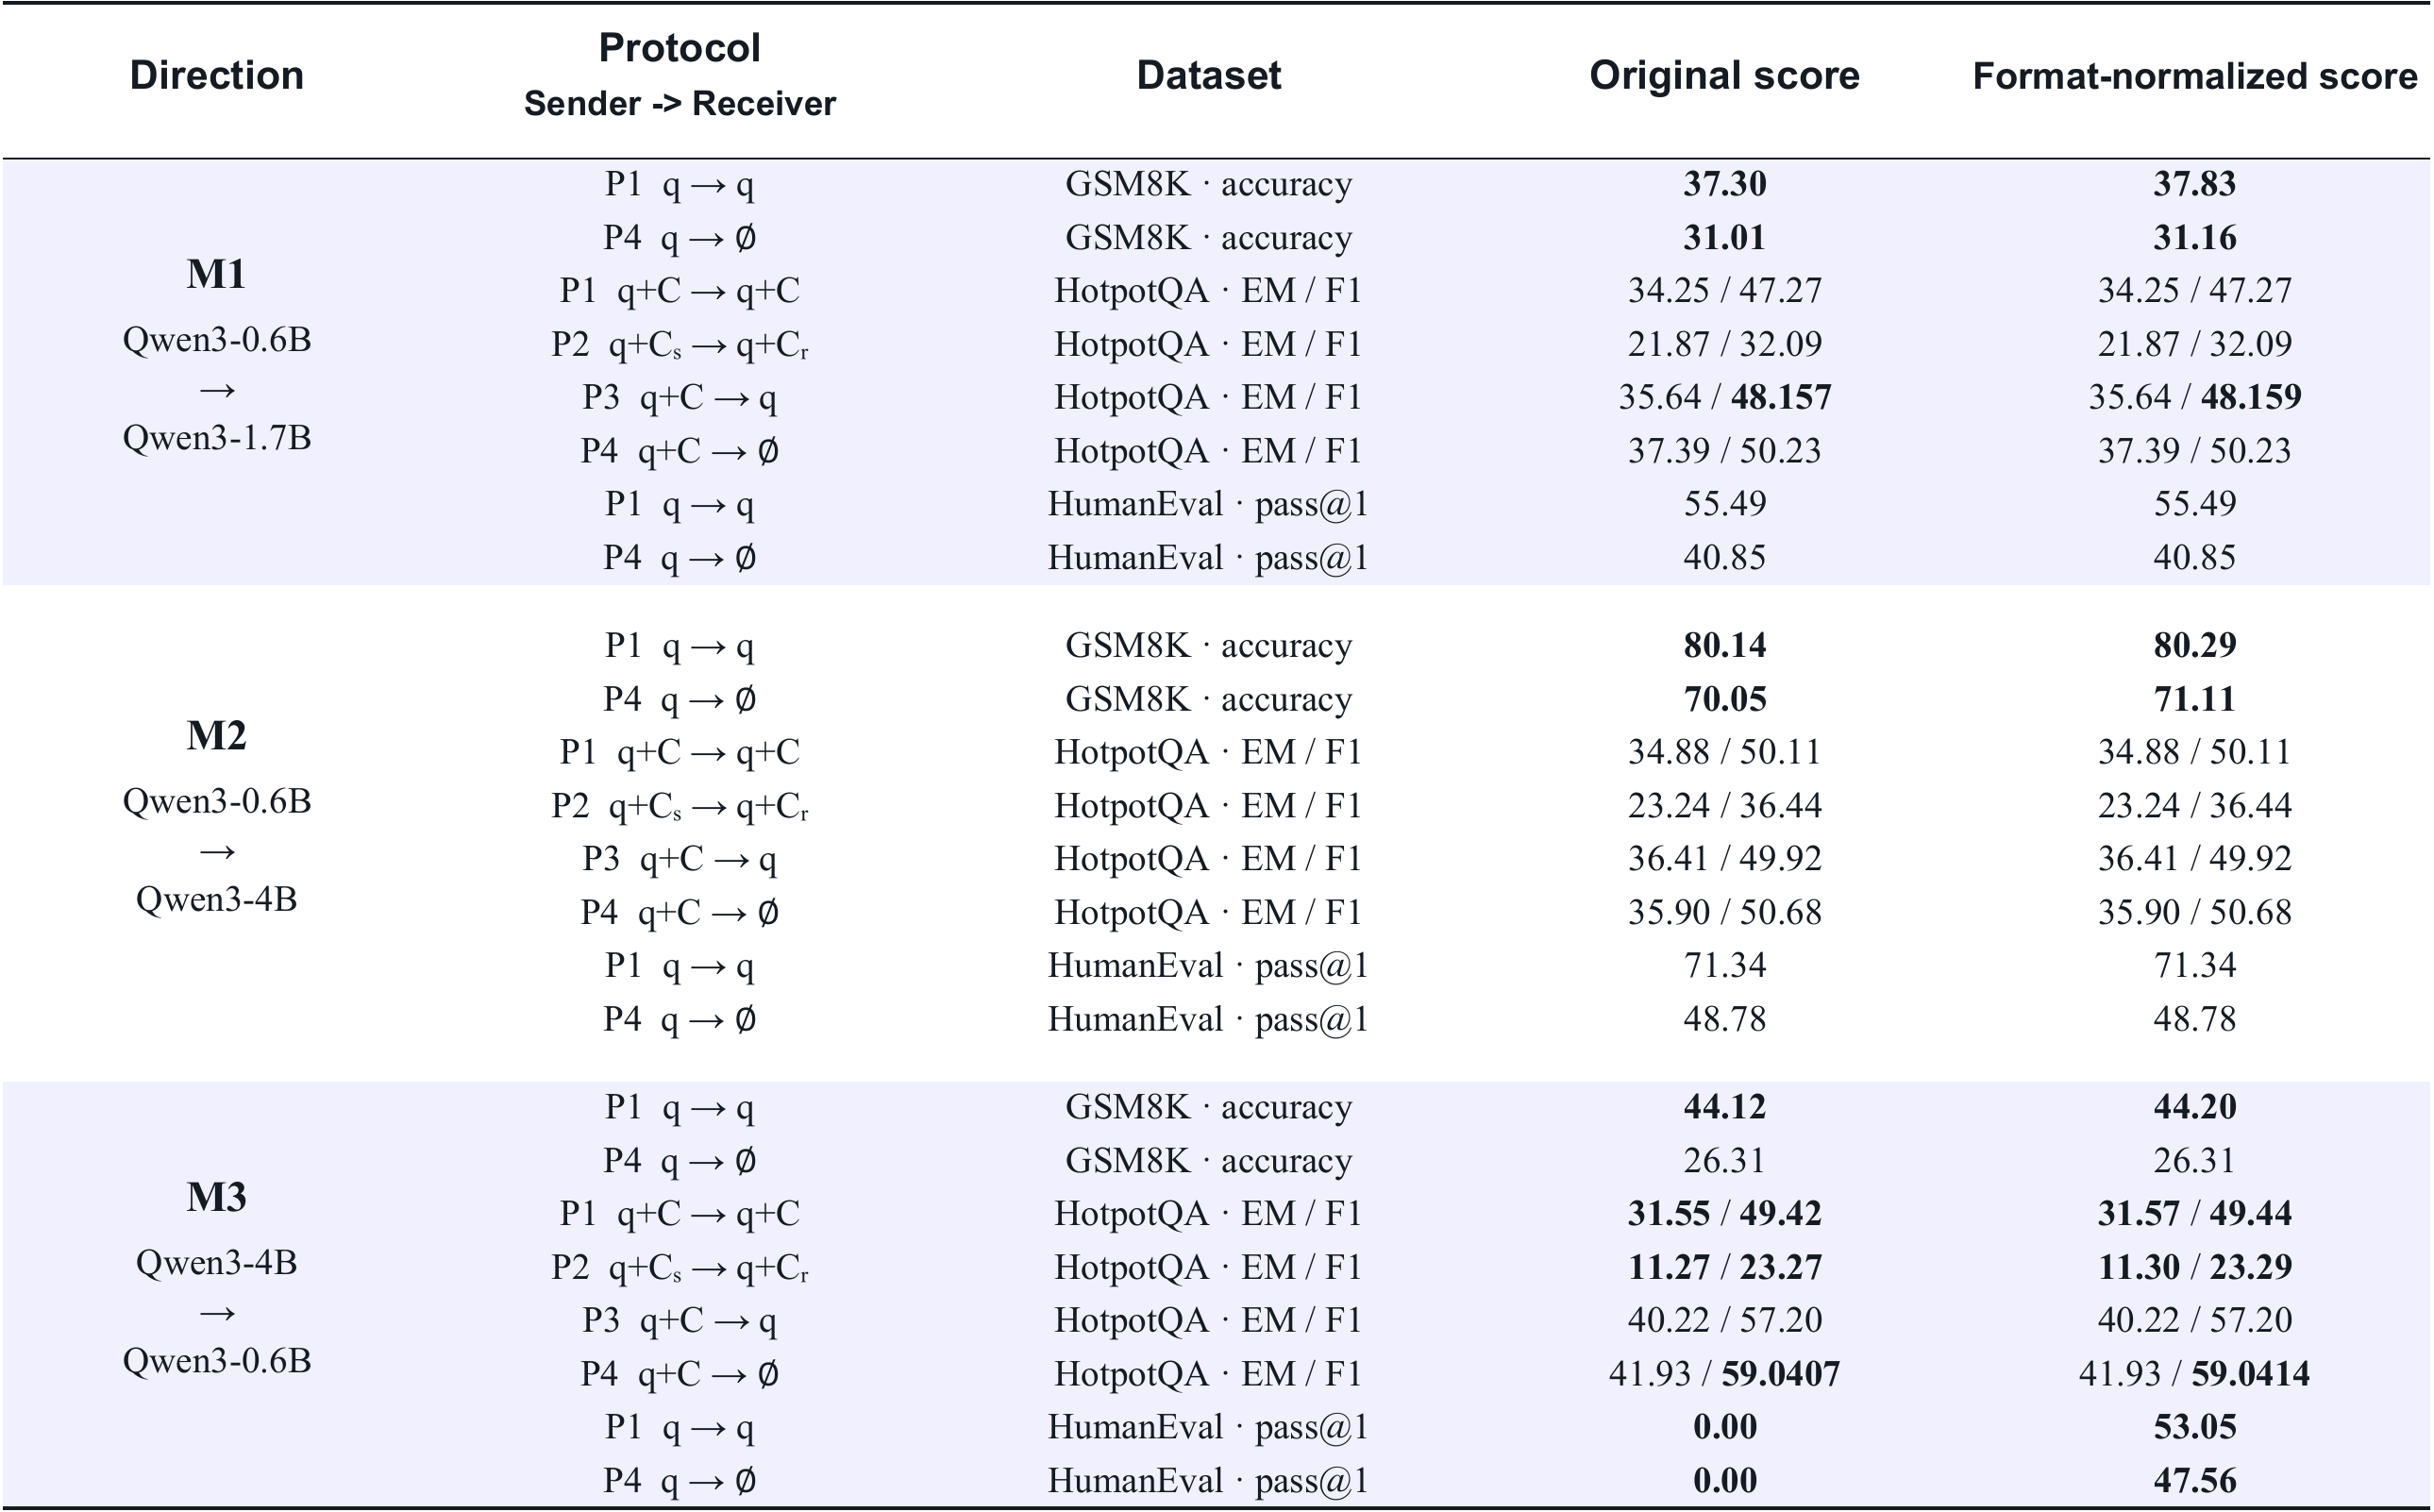 Direction Protocol Sender -> Receiver Dataset Original score Format-normalized score
M1
Qwen3-0.6B
→
Qwen3-1.7B
P1 q → q GSM8K · accuracy 37.30 37.83
P4 q → ∅ GSM8K · accuracy 31.01 31.16
P1 q+C → q+C HotpotQA · EM / F1 34.25 / 47.27 34.25 / 47.27
P2 q+Cₛ → q+Cᵣ HotpotQA · EM / F1 21.87 / 32.09 21.87 / 32.09
P3 q+C → q HotpotQA · EM / F1 35.64 / 48.157 35.64 / 48.159
P4 q+C → ∅ HotpotQA · EM / F1 37.39 / 50.23 37.39 / 50.23
P1 q → q HumanEval · pass@1 55.49 55.49
P4 q → ∅ HumanEval · pass@1 40.85 40.85
M2
Qwen3-0.6B
→
Qwen3-4B
P1 q → q GSM8K · accuracy 80.14 80.29
P4 q → ∅ GSM8K · accuracy 70.05 71.11
P1 q+C → q+C HotpotQA · EM / F1 34.88 / 50.11 34.88 / 50.11
P2 q+Cₛ → q+Cᵣ HotpotQA · EM / F1 23.24 / 36.44 23.24 / 36.44
P3 q+C → q HotpotQA · EM / F1 36.41 / 49.92 36.41 / 49.92
P4 q+C → ∅ HotpotQA · EM / F1 35.90 / 50.68 35.90 / 50.68
P1 q → q HumanEval · pass@1 71.34 71.34
P4 q → ∅ HumanEval · pass@1 48.78 48.78
M3
Qwen3-4B
→
Qwen3-0.6B
P1 q → q GSM8K · accuracy 44.12 44.20
P4 q → ∅ GSM8K · accuracy 26.31 26.31
P1 q+C → q+C HotpotQA · EM / F1 31.55 / 49.42 31.57 / 49.44
P2 q+Cₛ → q+Cᵣ HotpotQA · EM / F1 11.27 / 23.27 11.30 / 23.29
P3 q+C → q HotpotQA · EM / F1 40.22 / 57.20 40.22 / 57.20
P4 q+C → ∅ HotpotQA · EM / F1 41.93 / 59.0407 41.93 / 59.0414
P1 q → q HumanEval · pass@1 0.00 53.05
P4 q → ∅ HumanEval · pass@1 0.00 47.56